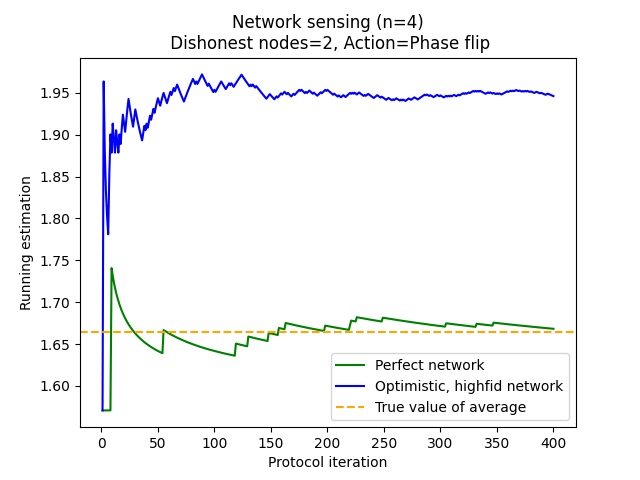 Network sensing (n=4)
Dishonest nodes=2, Action=Phase flip
Running estimation
1.95
1.90
1.85
1.80
1.75
1.70
1.65
1.60
Perfect network
Optimistic, highfid network
True value of average
0 50 100 150 200 250 300 350 400
Protocol iteration